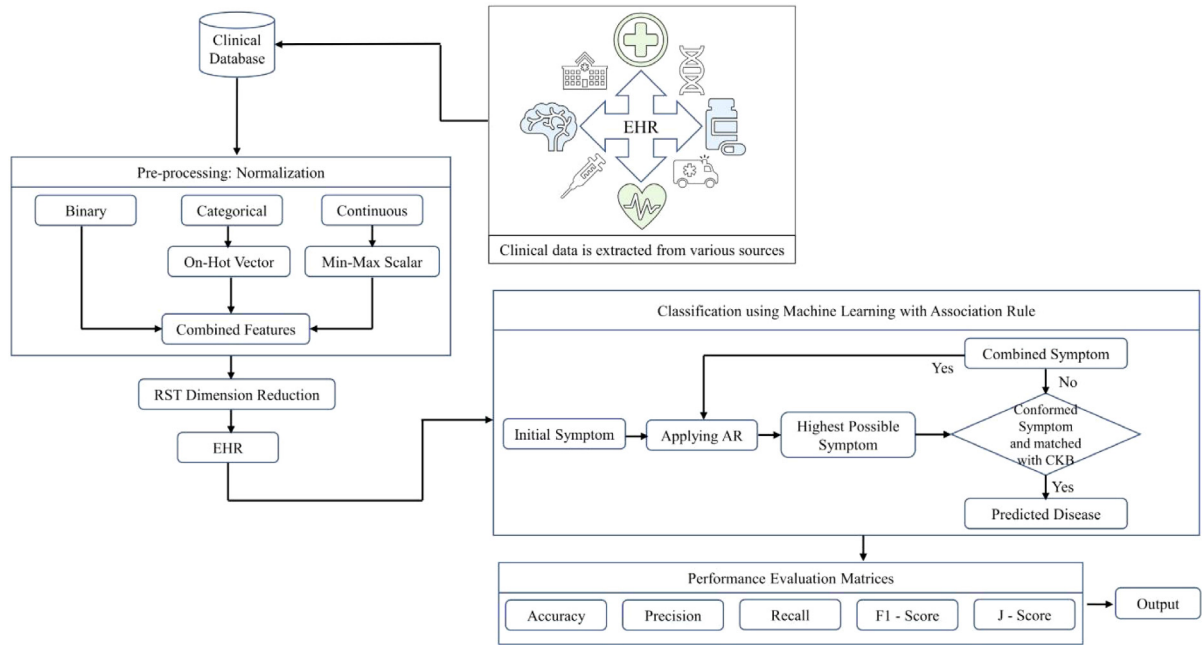 Clinical
Database
EHR
Clinical data is extracted from various sources
Pre-processing: Normalization
Binary
Categorical
Continuous
On-Hot Vector
Min-Max Scalar
Combined Features
RST Dimension Reduction
EHR
Classification using Machine Learning with Association Rule
Combined Symptom
Yes
No
Initial Symptom
Applying AR
Highest Possible
Symptom
Conformed
Symptom
and matched
with CKB
Yes
Predicted Disease
Performance Evaluation Matrices
Accuracy
Precision
Recall
F1 - Score
J - Score
Output